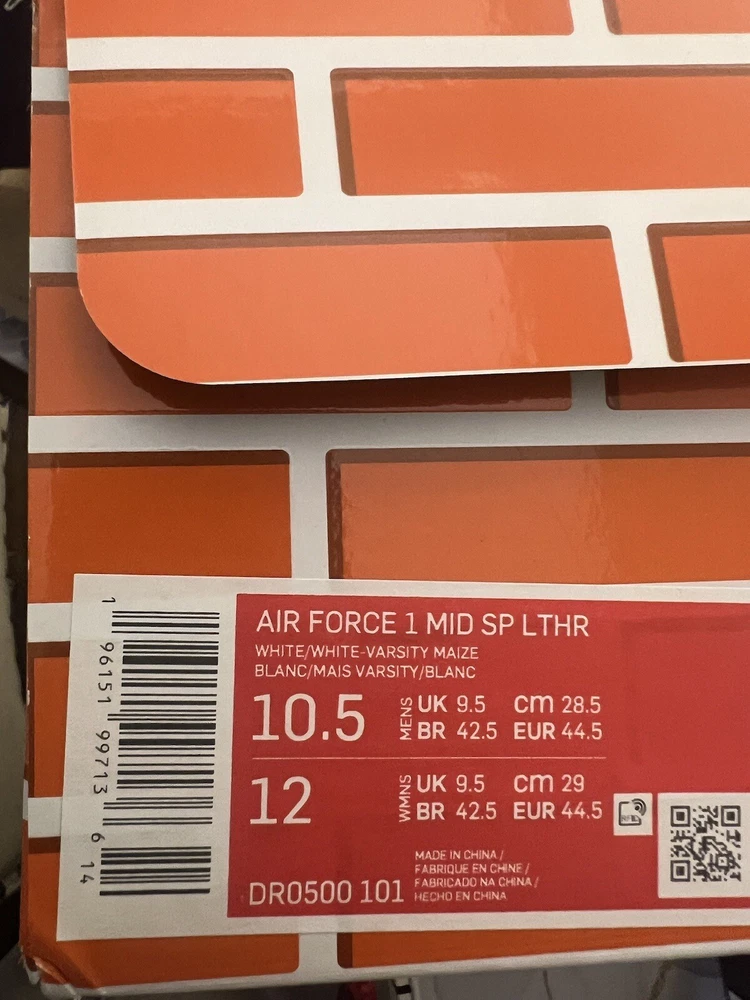 AIR FORCE 1 MID SP LTHR
WHITE/WHITE-VARSITY MAIZE
BLANC/MAIS VARSITY/BLANC
10.5 MENS UK 9.5 cm 28.5
BR 42.5 EUR 44.5
12 WMNS UK 9.5 cm 29
BR 42.5 EUR 44.5
RFID
MADE IN CHINA /
FABRIQUE EN CHINE /
FABRICADO NA CHINA /
HECHO EN CHINA
DR0500 101
1 96151 99713 6 14